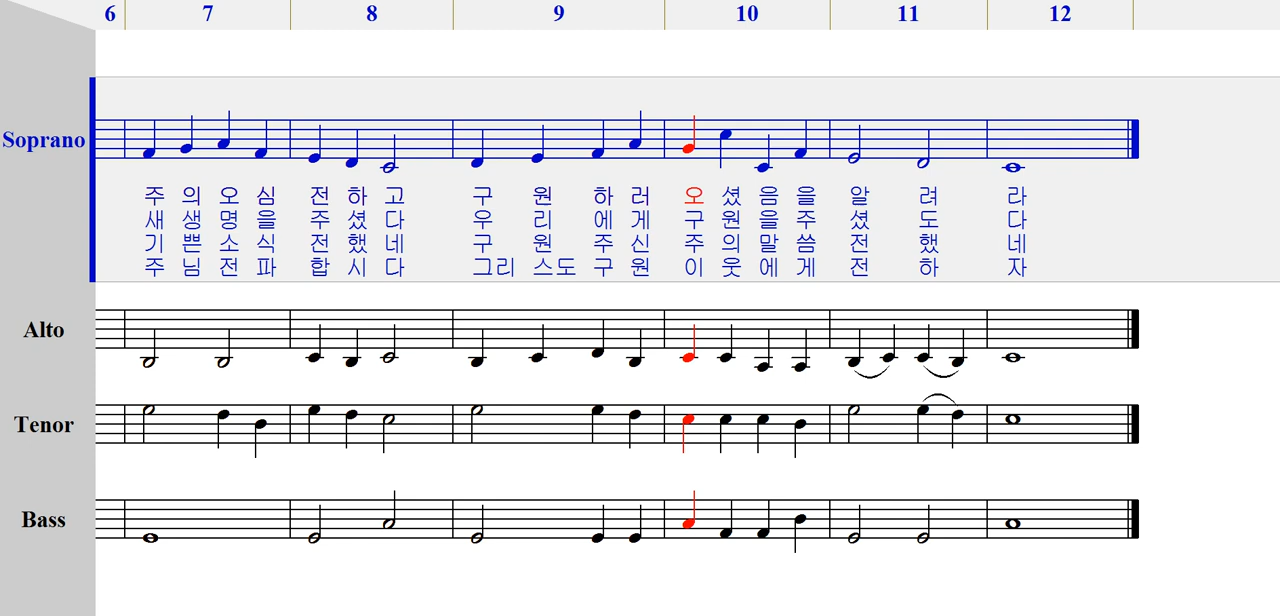 6 7 8 9 10 11 12
Soprano
주 의 오 심 전 하 고 구 원 하 러 오 셨 음 을 알 려 라
새 생 명 을 주 셨 다 우 리 에 게 구 원 을 주 셨 도 다
기 쁜 소 식 전 했 네 구 원 주 신 주 의 말 씀 전 했 네
주 님 전 파 합 시 다 그리 스도 구 원 이 웃 에 게 전 하 자
Alto
Tenor
Bass